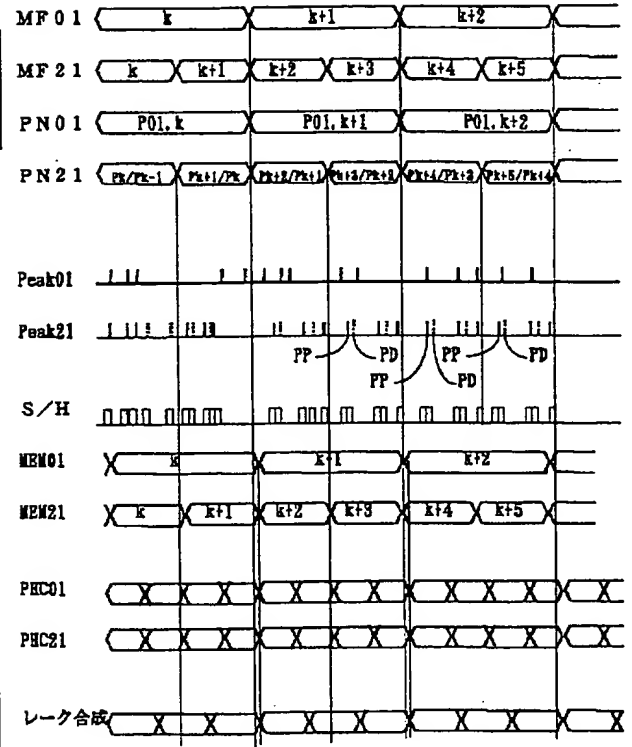 MF01 k k+1 k+2
MF21 k k+1 k+2 k+3 k+4 k+5
PN01 P01,k P01,k+1 P01,k+2
PN21 Pk/Pk-1 Pk+1/Pk Pk+2/Pk+1 Pk+3/Pk+2 Pk+4/Pk+3 Pk+5/Pk+4
Peak01
Peak21
PP PD PP PD
PP PD
S/H
MEM01 k k+1 k+2
MEM21 k k+1 k+2 k+3 k+4 k+5
PHC01
PHC21
レーク合成